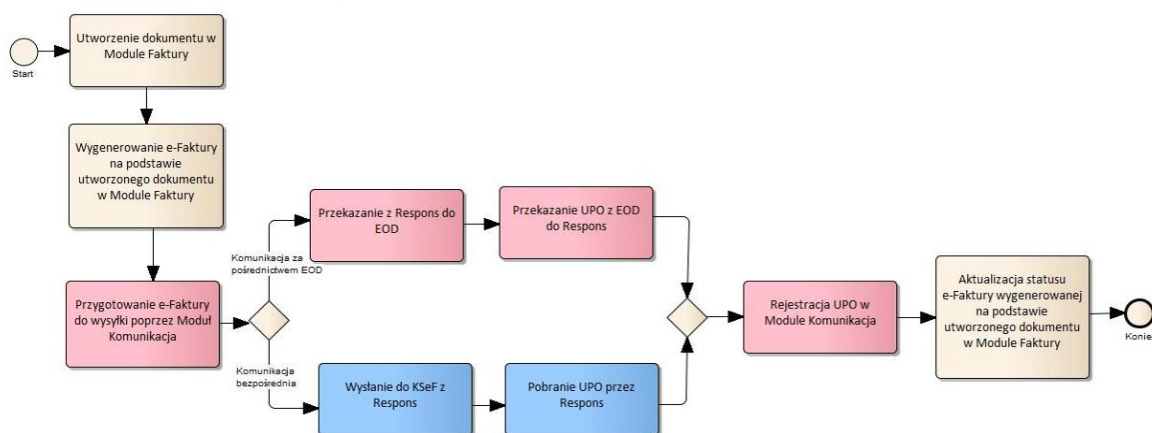 Start
Utworzenie dokumentu w
Module Faktury
Wygenerowanie e-Faktury
na podstawie
utworzonego dokumentu
w Module Faktury
Przygotowanie e-Faktury
do wysyłki poprzez Moduł
Komunikacja
Komunikacja za
pośrednictwem EOD
Przekazanie z Respons do
EOD
Przekazanie UPO z EOD
do Respons
Komunikacja
bezpośrednia
Wysłanie do KSeF z
Respons
Pobranie UPO przez
Respons
Rejestracja UPO w
Module Komunikacja
Aktualizacja statusu
e-Faktury wygenerowanej
na podstawie
utworzonego dokumentu
w Module Faktury
Konie